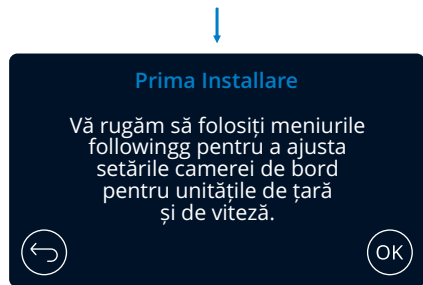 Prima Installare
Vă rugăm să folosiți meniurile
followingg pentru a ajusta
setările camerei de bord
pentru unitățile de țară
și de viteză.
OK